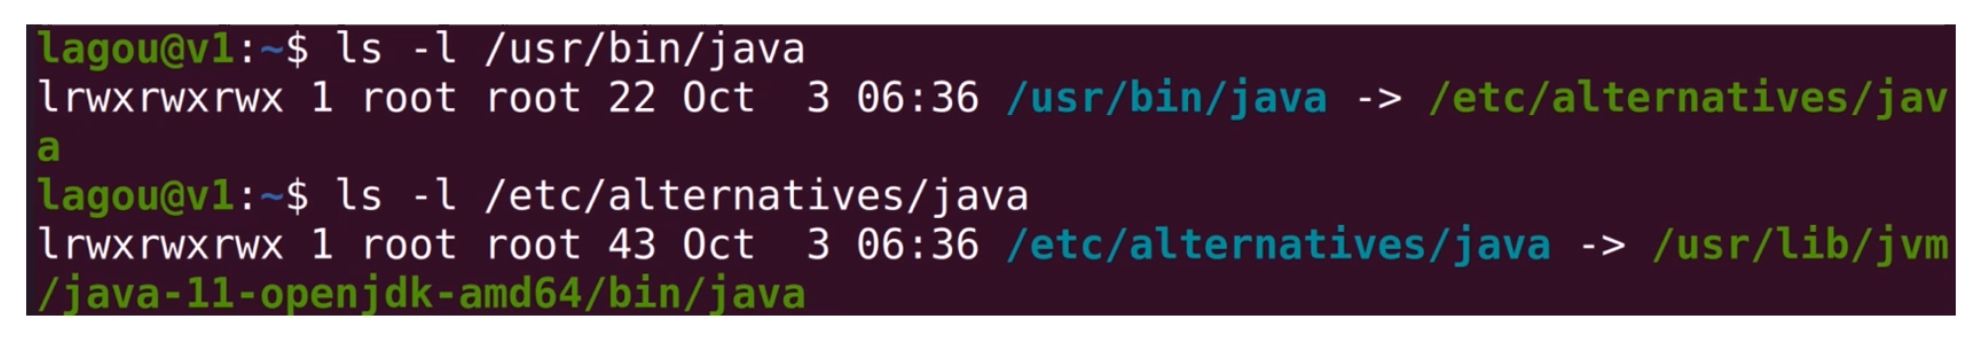 lagou@v1:~$ ls -l /usr/bin/java
lrwxrwxrwx 1 root root 22 Oct  3 06:36 /usr/bin/java -> /etc/alternatives/jav
a
lagou@v1:~$ ls -l /etc/alternatives/java
lrwxrwxrwx 1 root root 43 Oct  3 06:36 /etc/alternatives/java -> /usr/lib/jvm
/java-11-openjdk-amd64/bin/java